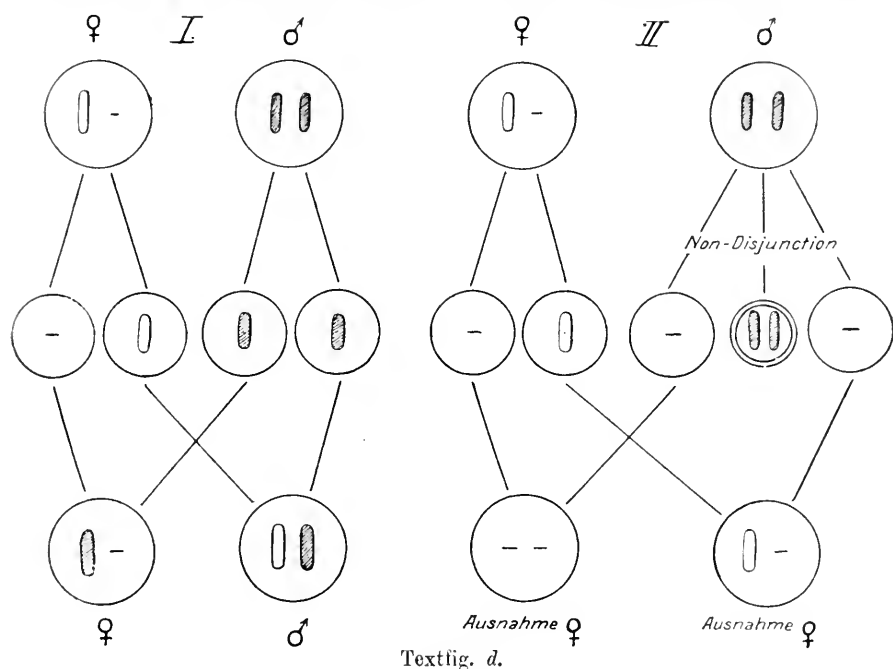 ♀ I ♂ ♀ II ♂
Non-Disjunction
♀ ♂ Ausnahme ♀ Ausnahme ♀
Textfig. d.